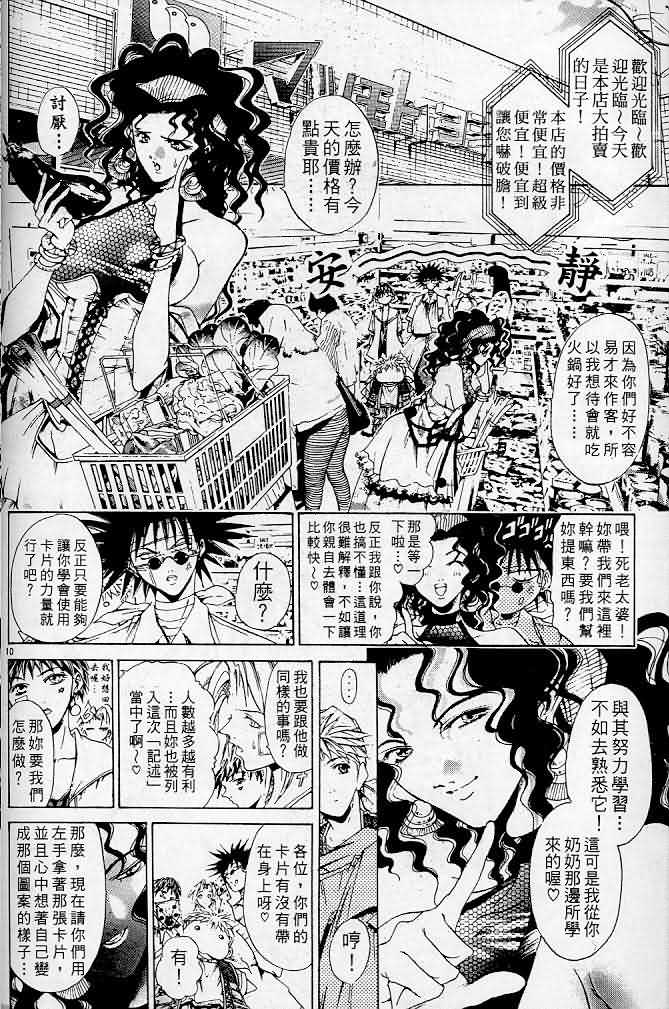 歡迎光臨～歡
迎光臨～今天
是本店大拍賣
的日子！
本店的價格非
常便宜！超級
便宜！便宜到
讓您嚇破膽！
怎麼辦？今
天的價格有
點貴耶……
討厭…
安
靜
因為你們好不容
易才來作客，所
以我想待會就吃
火鍋好了……
喂！死老太婆！
妳帶我們來這裡
幹嘛？要我們幫
妳提東西嗎？
ゴゴゴ
那是等一
下啦…♡
反正我跟你說，你
也搞不懂…這道理
很難解釋，不如讓
你親自去體會一下
比較快～♡
什麼？
反正只要能夠
讓你學會使用
卡片的力量就
行了吧？
10
與其努力學習…
不如去熟悉它！
這可是我從你
奶奶那邊所學
來的喔♡
……
我也要跟他做
同樣的事嗎？
人數越多越有利
…而且妳也被列
入這次「記述」
當中了啊～♡
我好想回
去喔…
那妳要我們
怎麼做？
哼！
各位，你們的
卡片有沒有帶
在身上呀♡
有！
那麼，現在請你們用
左手拿著那張卡片，
並且心中想著自己變
成那個圖案的樣子…